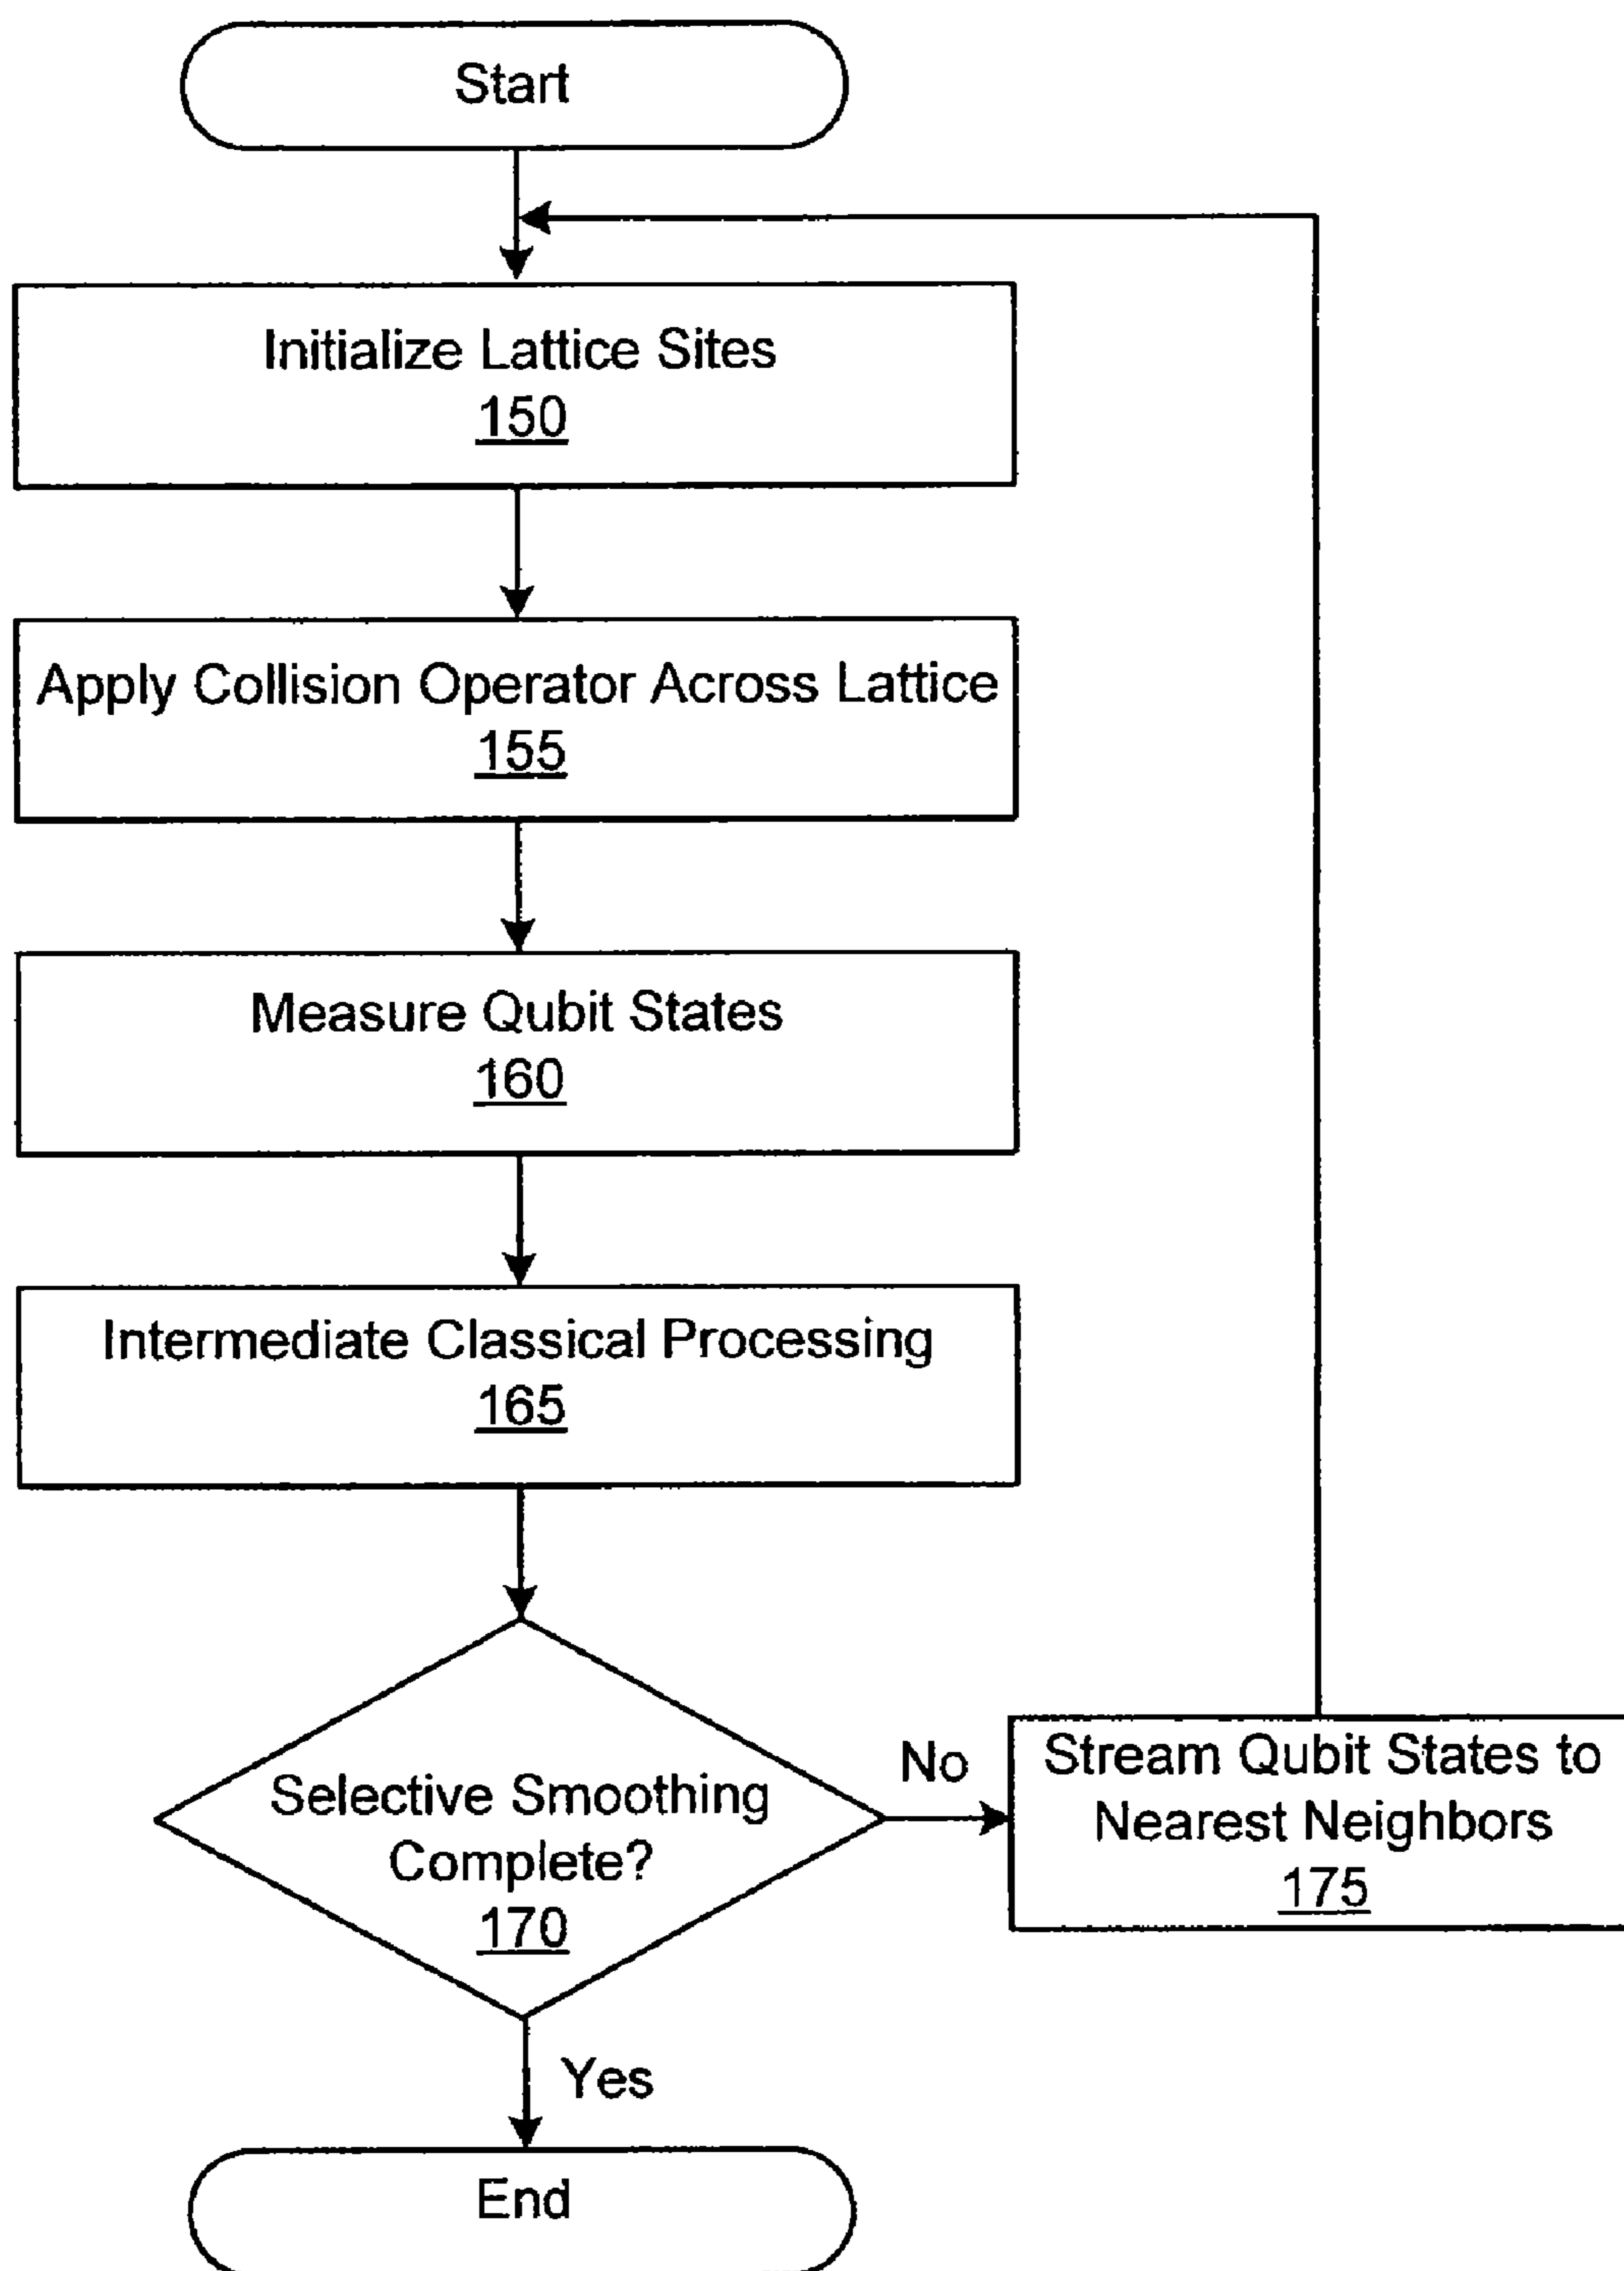 Start
Initialize Lattice Sites
150
Apply Collision Operator Across Lattice
155
Measure Qubit States
160
Intermediate Classical Processing
165
Selective Smoothing
Complete?
170
No
Stream Qubit States to
Nearest Neighbors
175
Yes
End